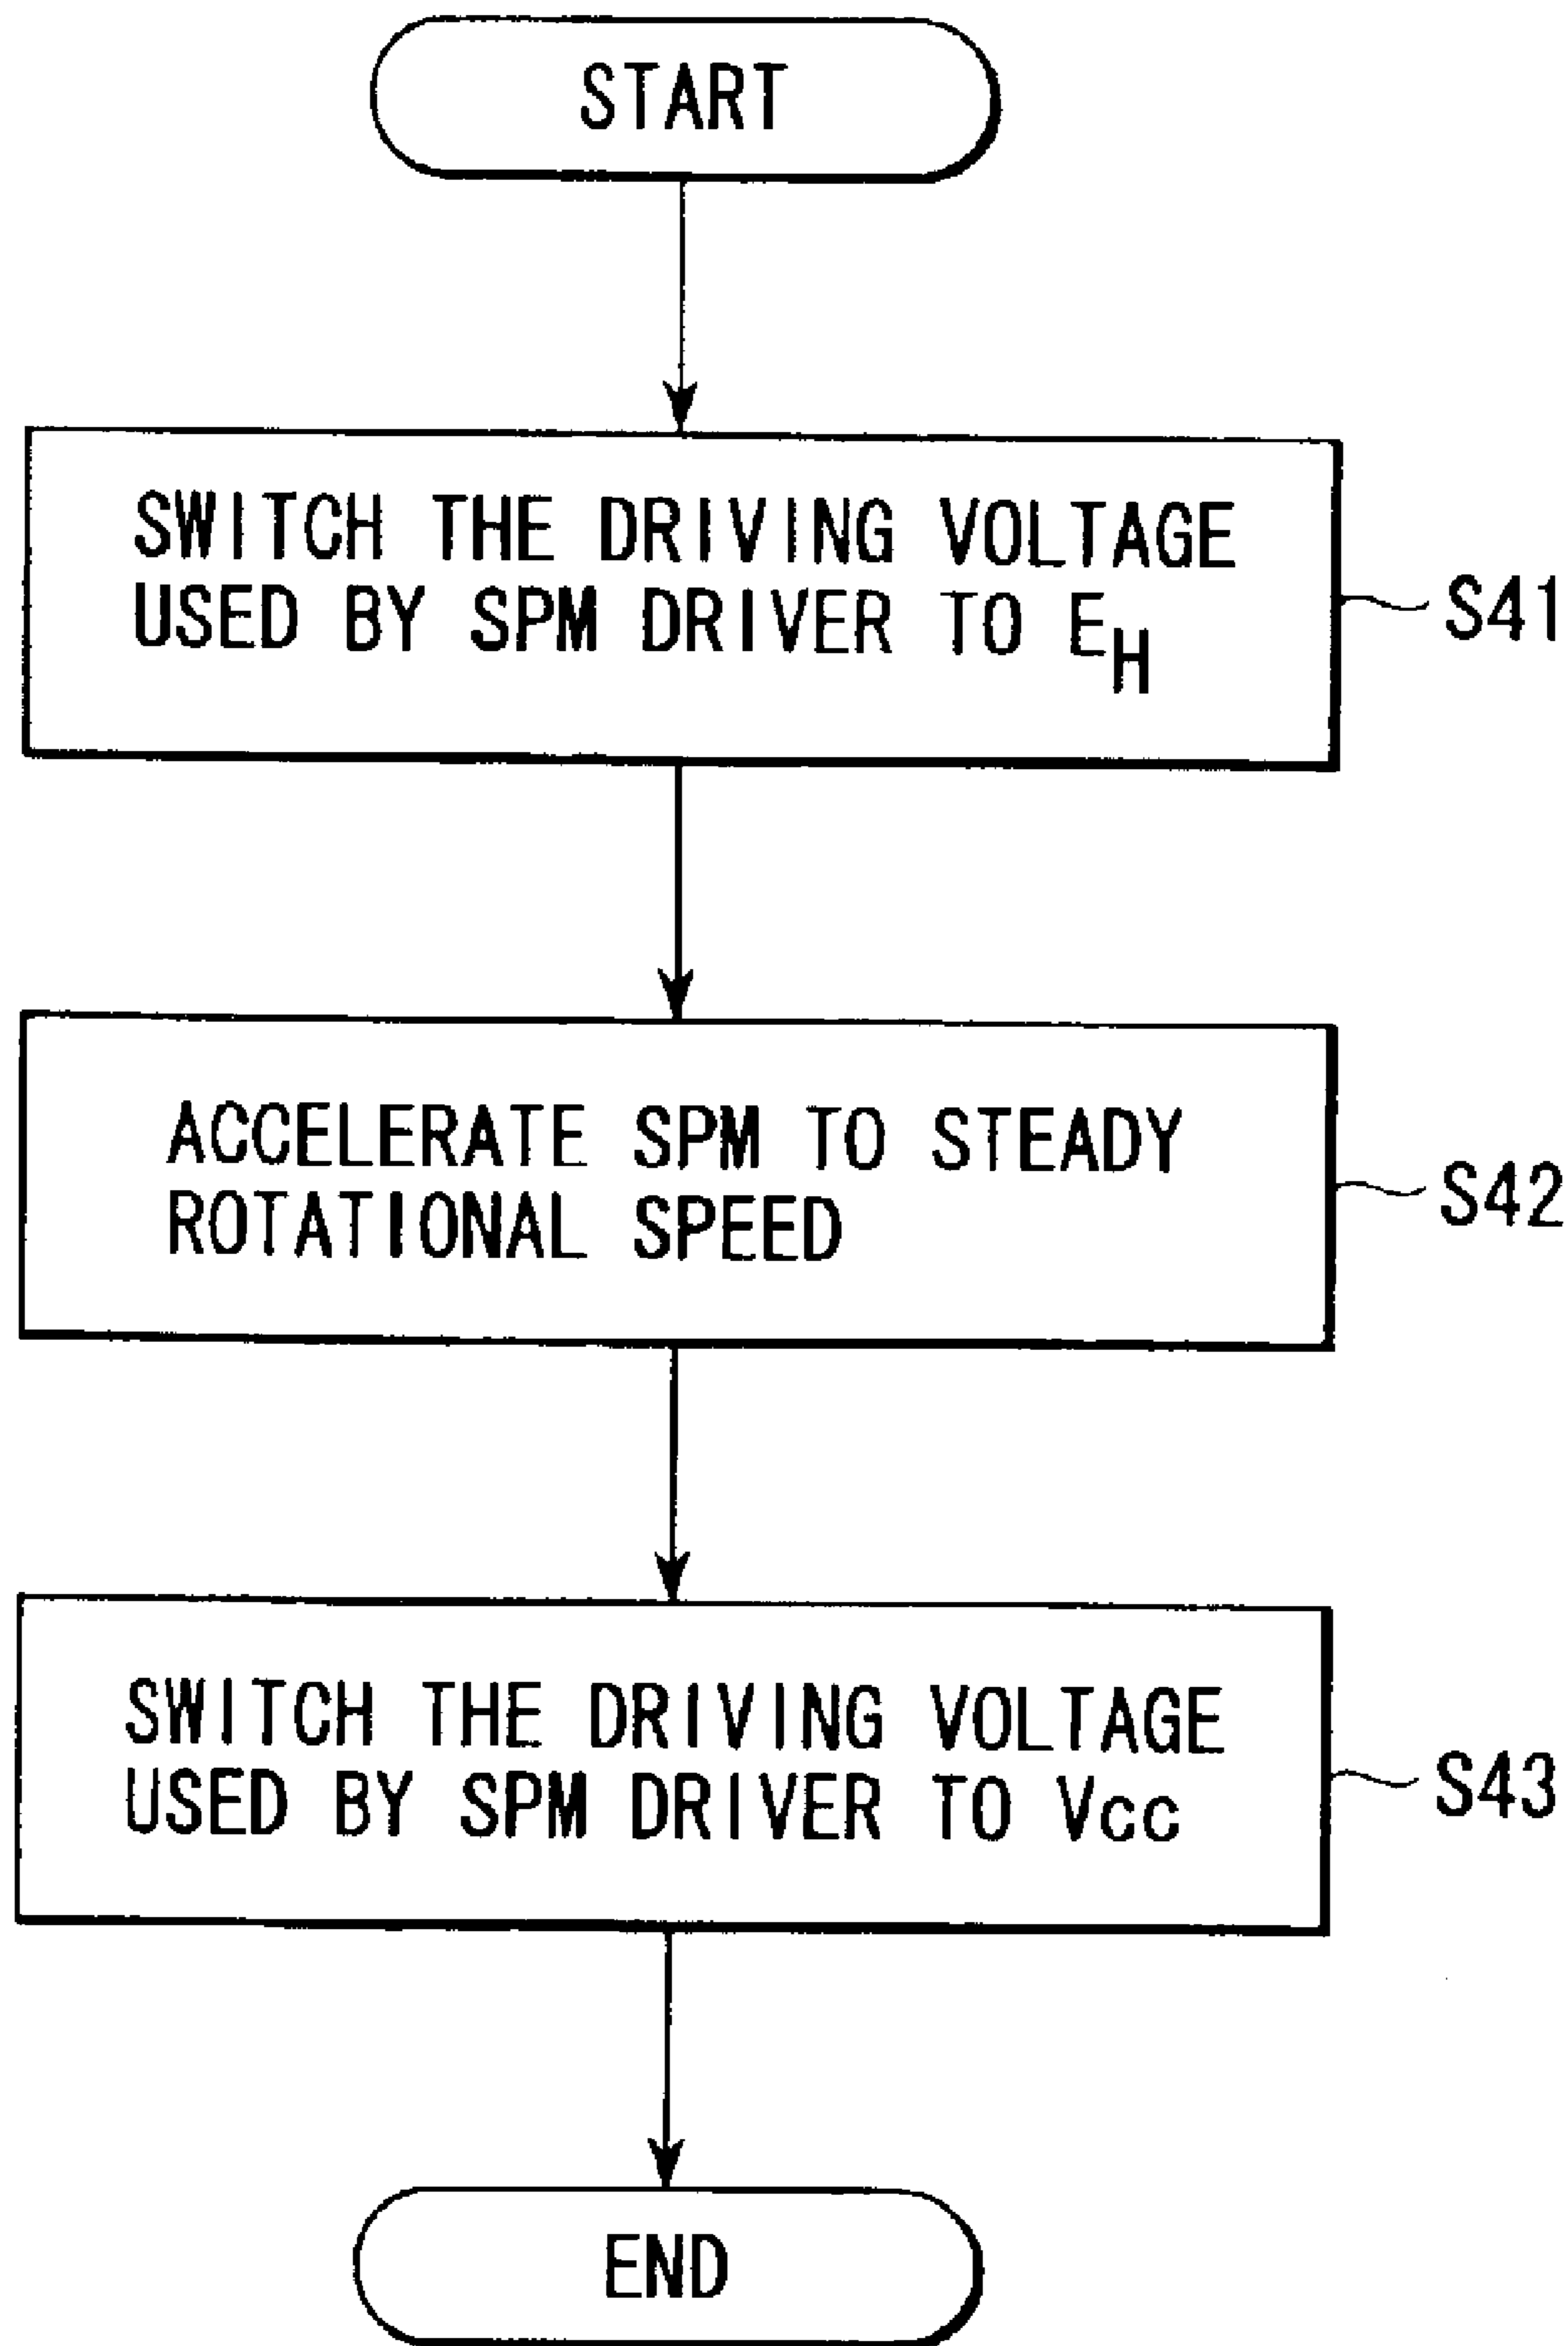 START
SWITCH THE DRIVING VOLTAGE
USED BY SPM DRIVER TO E_H
S41
ACCELERATE SPM TO STEADY
ROTATIONAL SPEED
S42
SWITCH THE DRIVING VOLTAGE
USED BY SPM DRIVER TO Vcc
S43
END